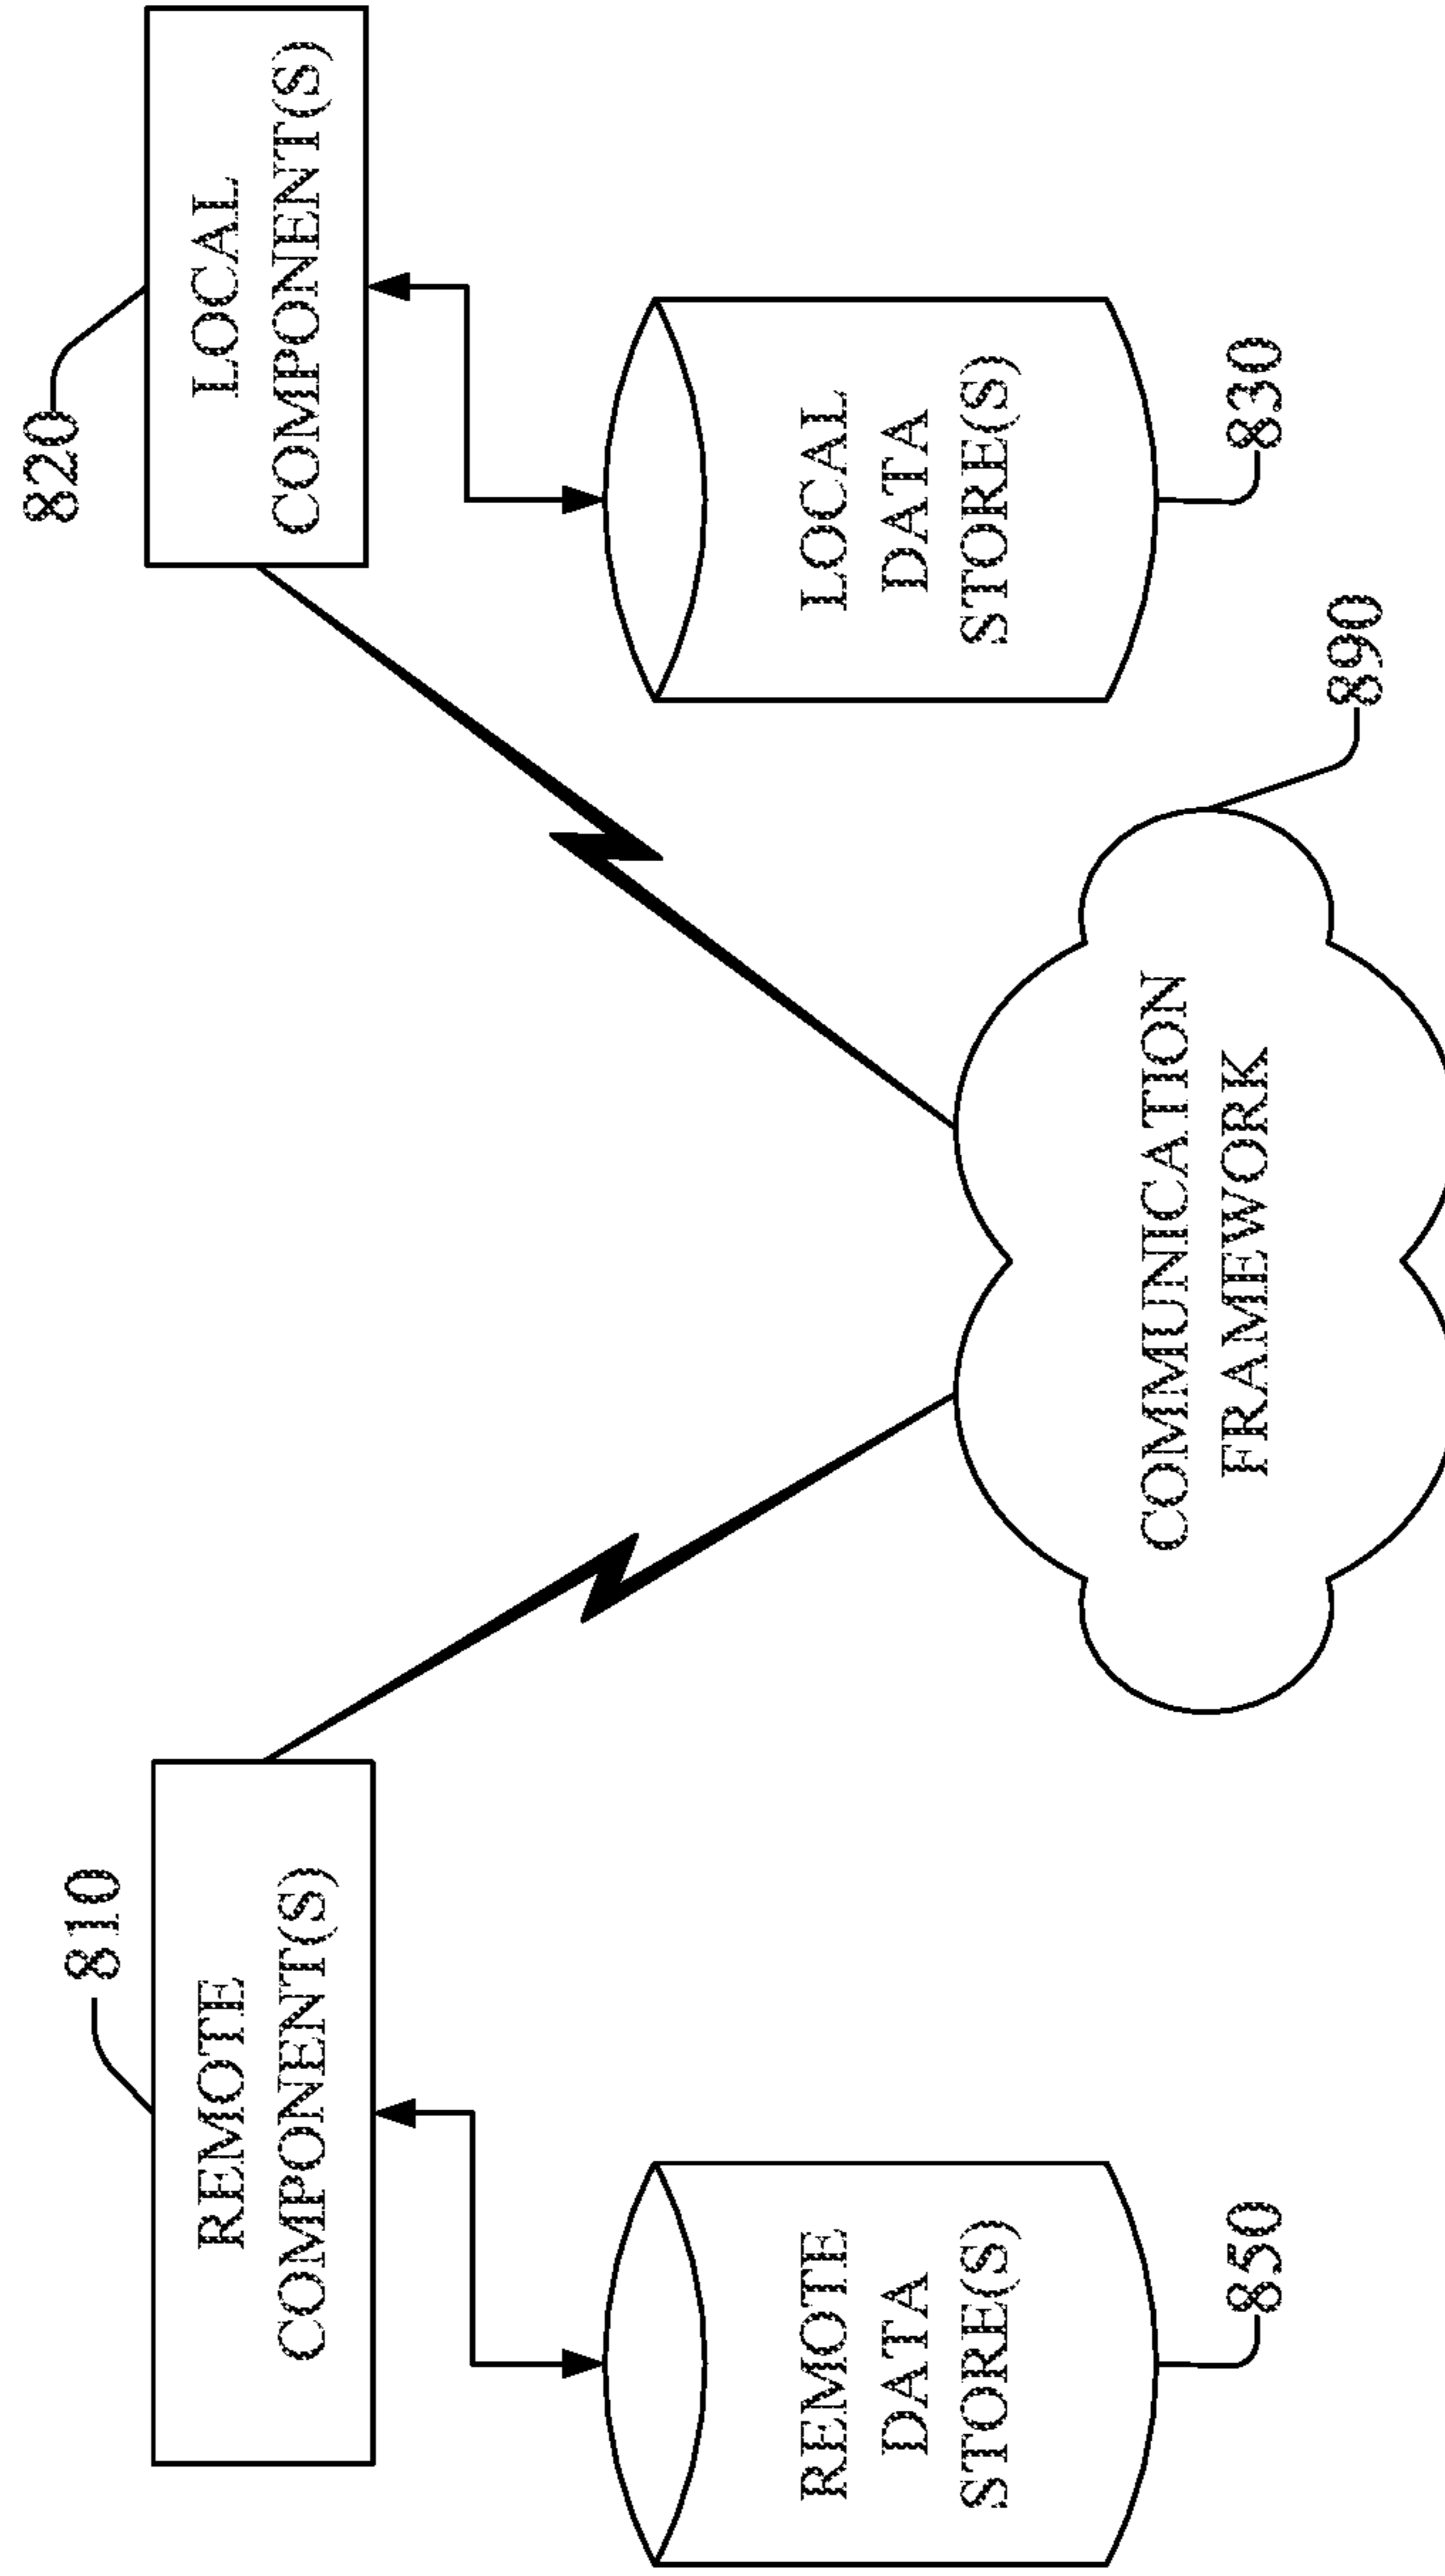 810
REMOTE
COMPONENT(S)
820
LOCAL
COMPONENT(S)
REMOTE
DATA
STORE(S)
850
LOCAL
DATA
STORE(S)
830
COMMUNICATION
FRAMEWORK
890